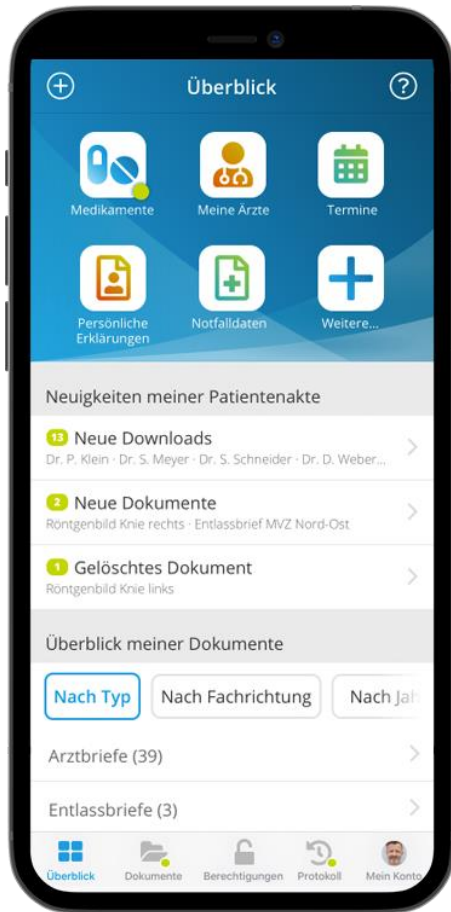 Überblick
Medikamente
Meine Ärzte
Termine
Persönliche
Erklärungen
Notfalldaten
Weitere...
Neuigkeiten meiner Patientenakte
13 Neue Downloads
Dr. P. Klein · Dr. S. Meyer · Dr. S. Schneider · Dr. D. Weber...
2 Neue Dokumente
Röntgenbild Knie rechts · Entlassbrief MVZ Nord-Ost
1 Gelöschtes Dokument
Röntgenbild Knie links
Überblick meiner Dokumente
Nach Typ
Nach Fachrichtung
Nach Jah
Arztbriefe (39)
Entlassbriefe (3)
Überblick
Dokumente
Berechtigungen
Protokoll
Mein Konto